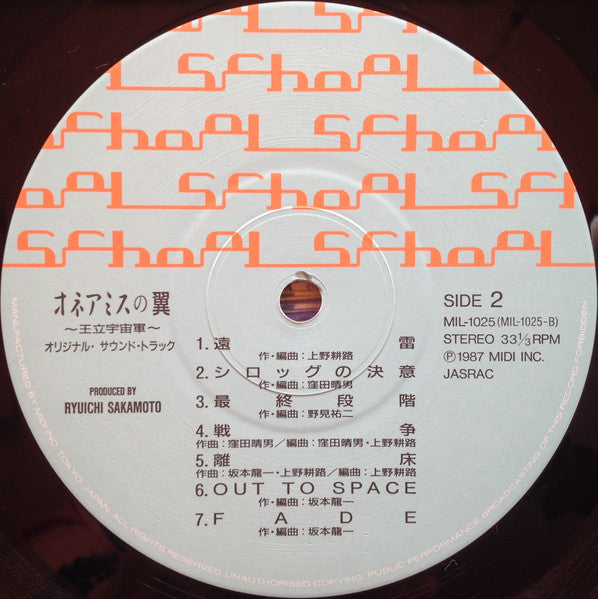 School School
School School
School School
School School
School School Sc
School School
オネアミスの翼
〜王立宇宙軍〜
オリジナル・サウンド・トラック
PRODUCED BY
RYUICHI SAKAMOTO
SIDE 2
MIL-1025(MIL-1025-B)
STEREO 33 1/3 RPM
Ⓟ1987 MIDI INC.
JASRAC
1.遠雷
作・編曲:上野耕路
2.シロッグの決意
作・編曲:窪田晴男
3.最終段階
作・編曲:野見祐二
4.戦争
作曲:窪田晴男/編曲:窪田晴男・上野耕路
5.離床
作曲:坂本龍一・上野耕路/編曲:上野耕路
6.OUT TO SPACE
作・編曲:坂本龍一
7.FADE
作・編曲:坂本龍一
MANUFACTURED BY MIDI INC. TOKYO, JAPAN. ALL RIGHTS RESERVED. UNAUTHORISED COPYING, PUBLIC PERFORMANCE BROADCASTING OF THIS RECORD FORBIDDEN